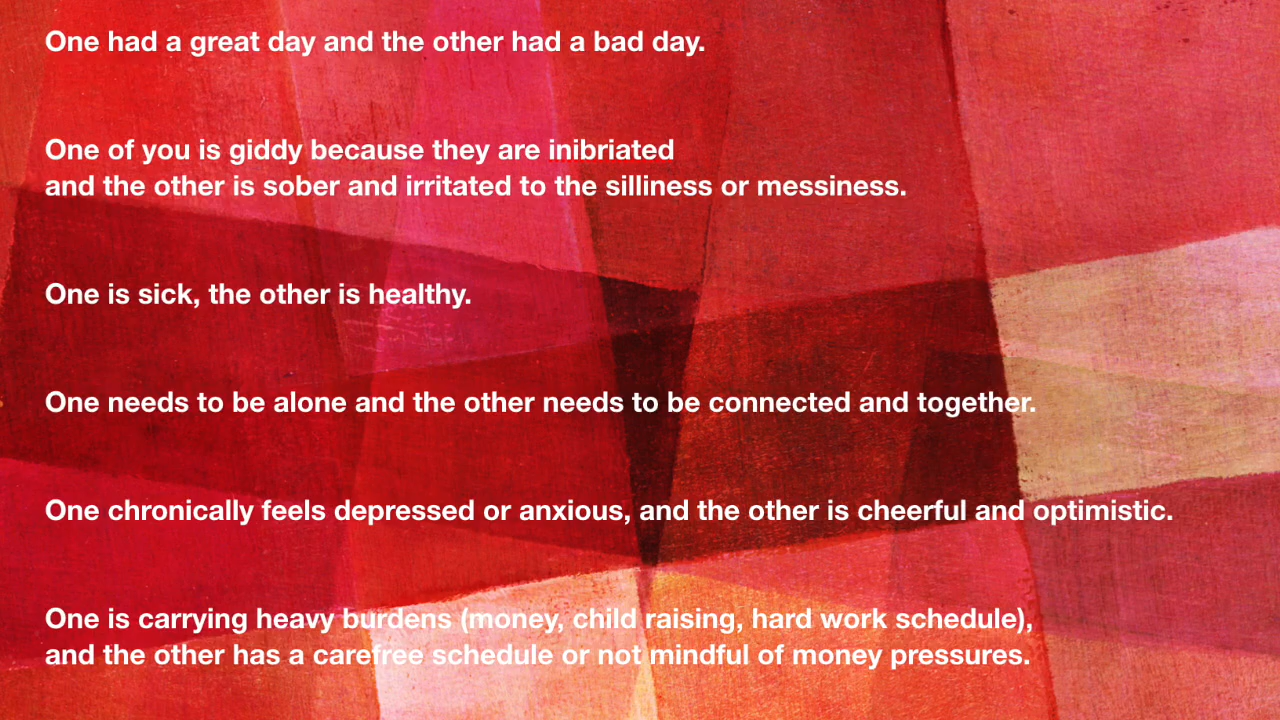 One had a great day and the other had a bad day.
One of you is giddy because they are inibriated
and the other is sober and irritated to the silliness or messiness.
One is sick, the other is healthy.
One needs to be alone and the other needs to be connected and together.
One chronically feels depressed or anxious, and the other is cheerful and optimistic.
One is carrying heavy burdens (money, child raising, hard work schedule),
and the other has a carefree schedule or not mindful of money pressures.